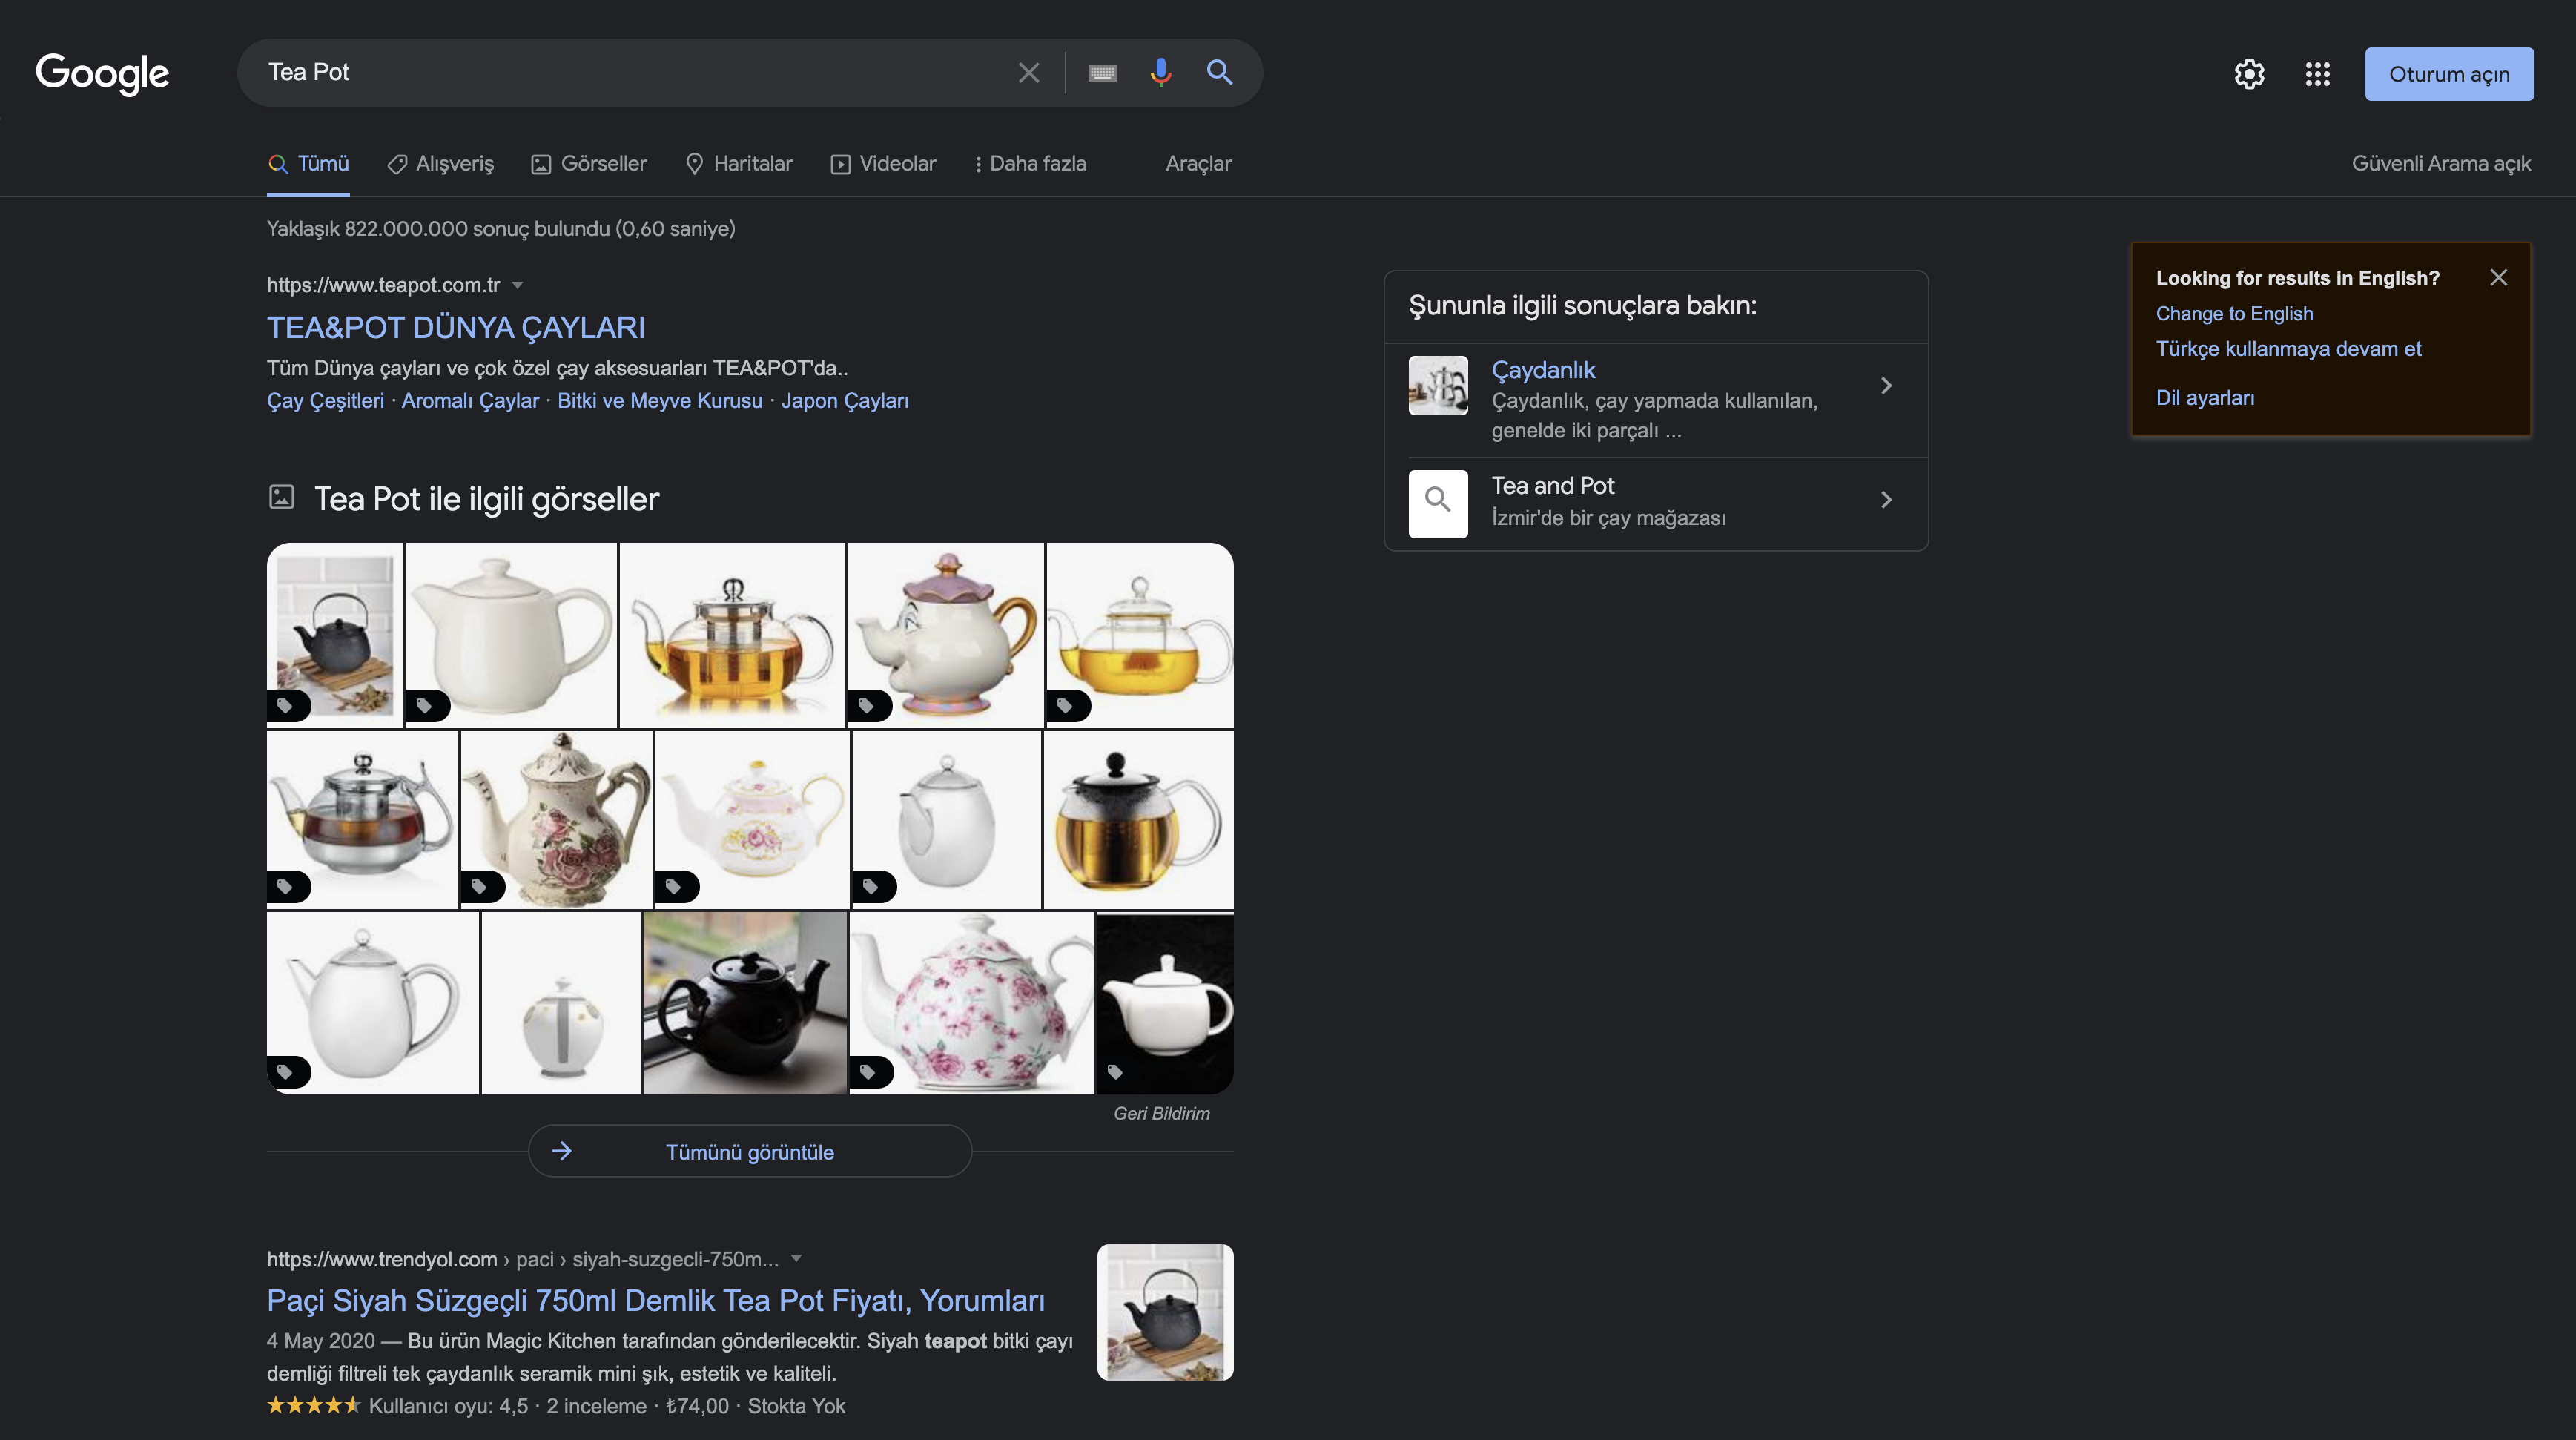 Google
Tea Pot
Oturum açın
Tümü
Alışveriş
Görseller
Haritalar
Videolar
Daha fazla
Araçlar
Güvenli Arama açık
Yaklaşık 822.000.000 sonuç bulundu (0,60 saniye)
https://www.teapot.com.tr
TEA&POT DÜNYA ÇAYLARI
Tüm Dünya çayları ve çok özel çay aksesuarları TEA&POT'da..
Çay Çeşitleri · Aromalı Çaylar · Bitki ve Meyve Kurusu · Japon Çayları
Tea Pot ile ilgili görseller
Geri Bildirim
Tümünü görüntüle
https://www.trendyol.com › paci › siyah-suzgecli-750m...
Paçi Siyah Süzgeçli 750ml Demlik Tea Pot Fiyatı, Yorumları
4 May 2020 — Bu ürün Magic Kitchen tarafından gönderilecektir. Siyah teapot bitki çayı
demliği filtreli tek çaydanlık seramik mini şık, estetik ve kaliteli.
Kullanıcı oyu: 4,5 · 2 inceleme · ₺74,00 · Stokta Yok
Şununla ilgili sonuçlara bakın:
Çaydanlık
Çaydanlık, çay yapmada kullanılan,
genelde iki parçalı ...
Tea and Pot
İzmir'de bir çay mağazası
Looking for results in English?
Change to English
Türkçe kullanmaya devam et
Dil ayarları